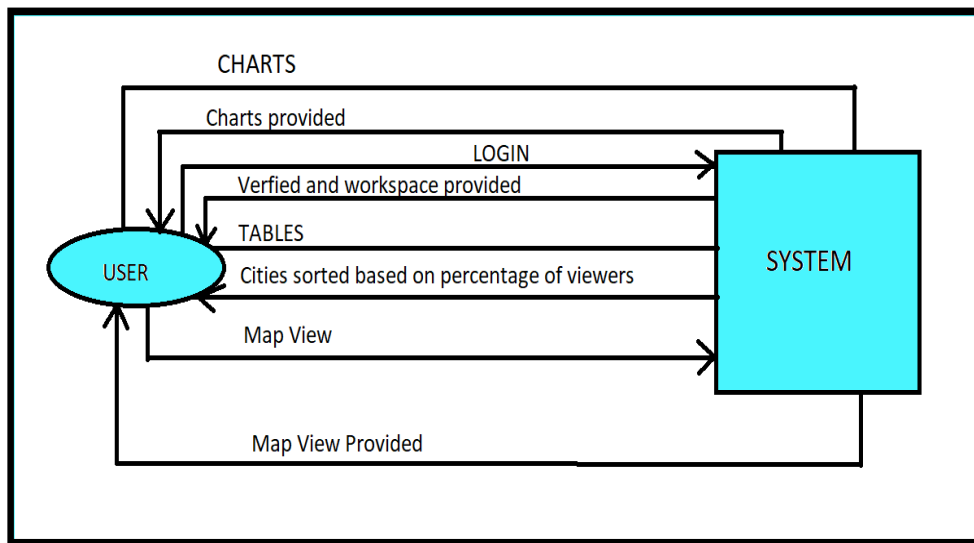 CHARTS
Charts provided
LOGIN
Verfied and workspace provided
TABLES
USER
Cities sorted based on percentage of viewers
SYSTEM
Map View
Map View Provided